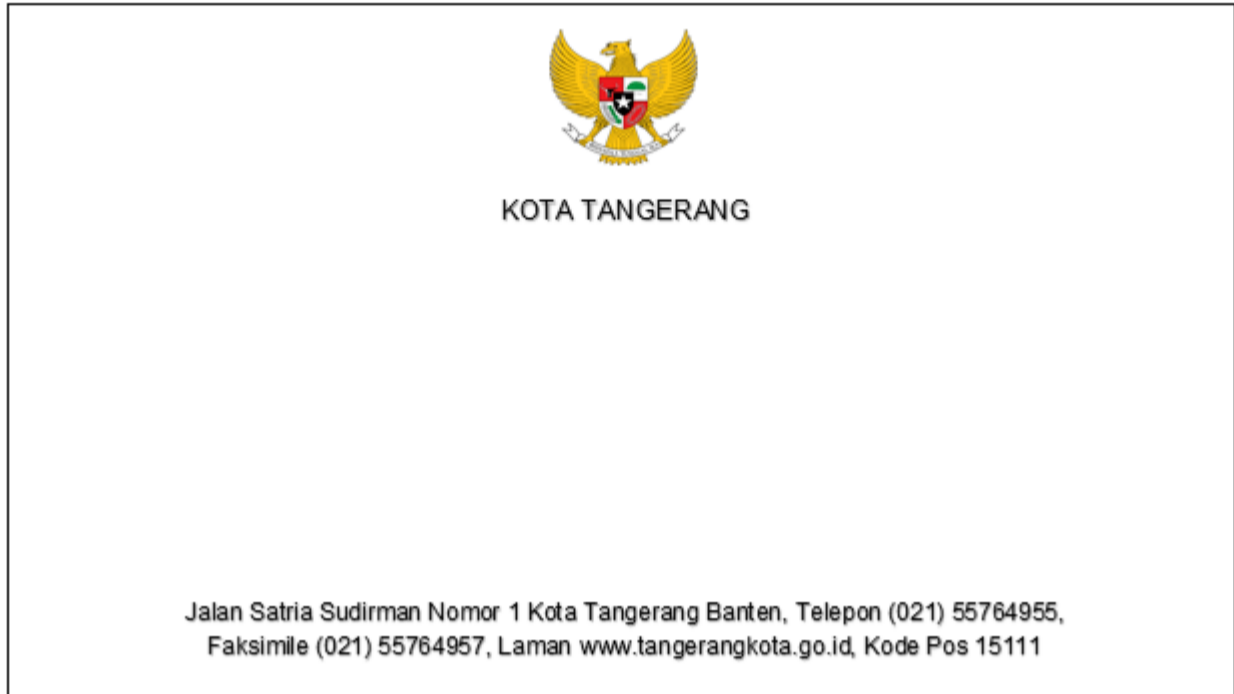 KOTA TANGERANG
Jalan Satria Sudirman Nomor 1 Kota Tangerang Banten, Telepon (021) 55764955,
Faksimile (021) 55764957, Laman www.tangerangkota.go.id, Kode Pos 15111